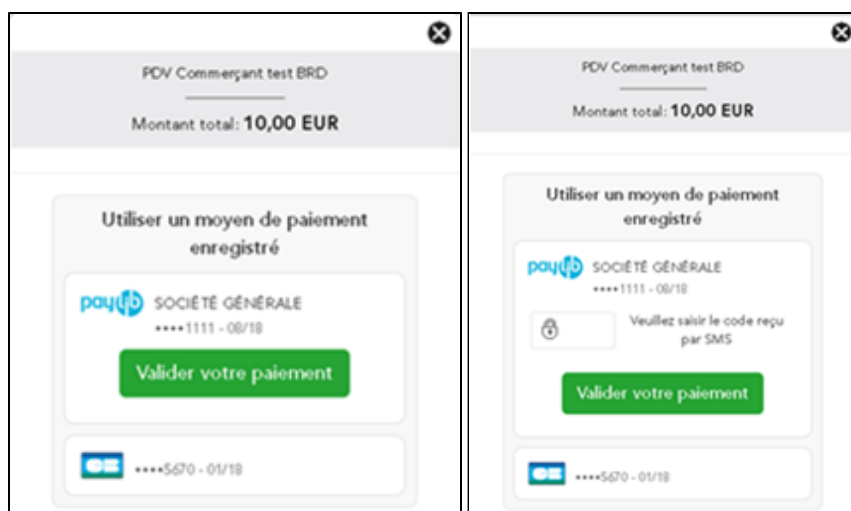 PDV Commerçant test BRD
Montant total: 10,00 EUR
Utiliser un moyen de paiement
enregistré
paylib SOCIÉTÉ GÉNÉRALE
••••1111 - 08/18
Valider votre paiement
CB ••••5670 - 01/18
PDV Commerçant test BRD
Montant total: 10,00 EUR
Utiliser un moyen de paiement
enregistré
paylib SOCIÉTÉ GÉNÉRALE
••••1111 - 08/18
Veuillez saisir le code reçu
par SMS
Valider votre paiement
CB ••••5670 - 01/18